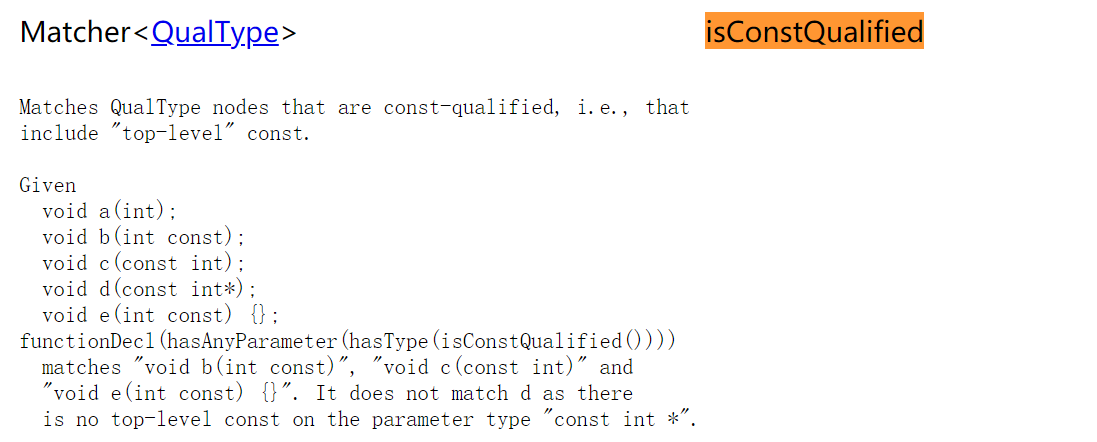 Matcher<QualType> isConstQualified
Matches QualType nodes that are const-qualified, i.e., that
include "top-level" const.
Given
void a(int);
void b(int const);
void c(const int);
void d(const int*);
void e(int const) {};
functionDecl(hasAnyParameter(hasType(isConstQualified())))
matches "void b(int const)", "void c(const int)" and
"void e(int const) {}". It does not match d as there
is no top-level const on the parameter type "const int *".